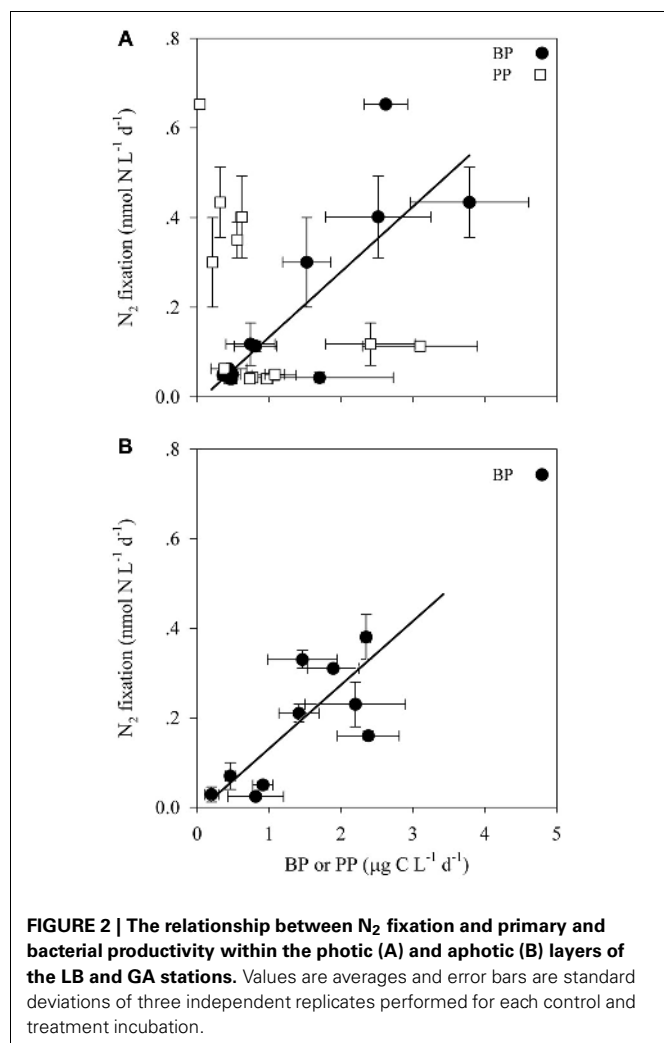 A
.8
BP
PP
.6
.4
.2
0.0
N₂ fixation (nmol N L⁻¹ d⁻¹)
B
.8
BP
.6
.4
.2
0.0
N₂ fixation (nmol N L⁻¹ d⁻¹)
0 1 2 3 4 5
BP or PP (µg C L⁻¹ d⁻¹)
FIGURE 2 | The relationship between N₂ fixation and primary and
bacterial productivity within the photic (A) and aphotic (B) layers of
the LB and GA stations. Values are averages and error bars are standard
deviations of three independent replicates performed for each control and
treatment incubation.